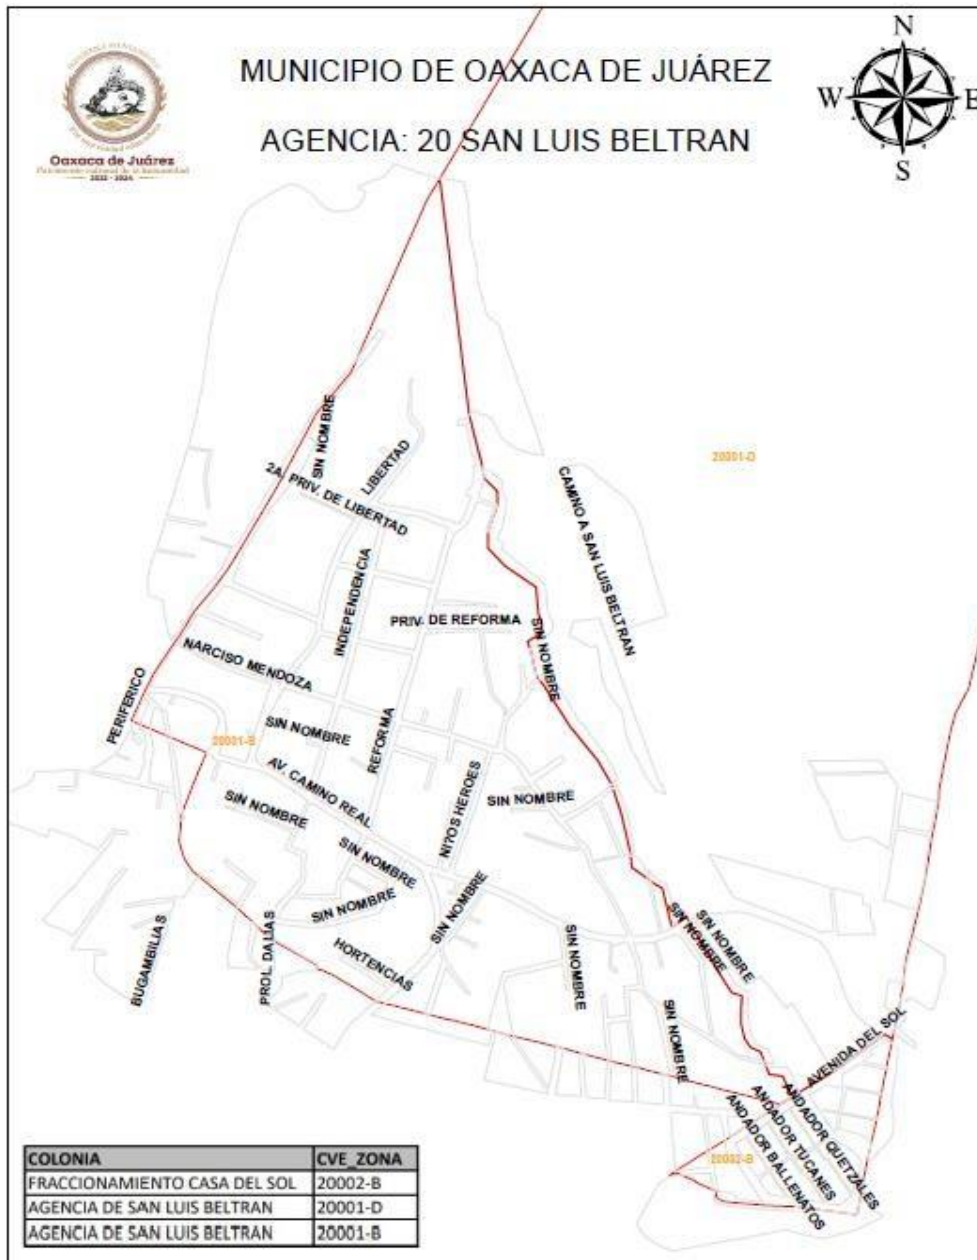 MUNICIPIO DE OAXACA DE JUÁREZ
AGENCIA: 20 SAN LUIS BELTRAN
Oaxaca de Juárez
2022 - 2024
N
W
E
S
20001-D
SIN NOMBRE
LIBERTAD
2A. PRIV. DE LIBERTAD
CAMINO A SAN LUIS BELTRAN
INDEPENDENCIA
PRIV. DE REFORMA
SIN NOMBRE
NARCISO MENDOZA
PERIFERICO
SIN NOMBRE
REFORMA
20001-B
AV. CAMINO REAL
SIN NOMBRE
NI?OS HEROES
SIN NOMBRE
SIN NOMBRE
SIN NOMBRE
SIN NOMBRE
HORTENCIAS
BUGAMBILIAS
PROL. DALIAS
SIN NOMBRE
SIN NOMBRE
SIN NOMBRE
SIN NOMBRE
AVENIDA DEL SOL
ANDADOR QUETZALES
ANDADOR TUCANES
ANDADOR BALLENATOS
20002-B
COLONIA CVE_ZONA
FRACCIONAMIENTO CASA DEL SOL 20002-B
AGENCIA DE SAN LUIS BELTRAN 20001-D
AGENCIA DE SAN LUIS BELTRAN 20001-B